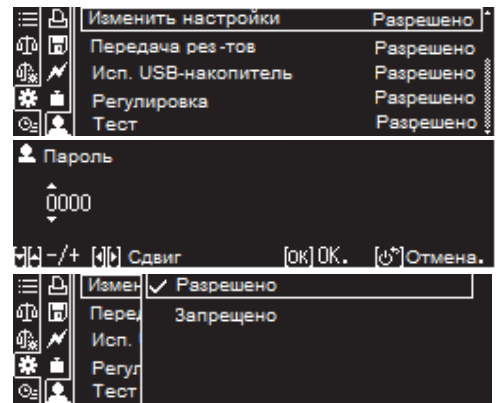 Изменить настройки Разрешено
Передача рез-тов Разрешено
Исп. USB-накопитель Разрешено
Регулировка Разрешено
Тест Разрешено
Пароль
0000
-/+ Сдвиг [OK] OK. Отмена.
Измен ✓ Разрешено
Перед Запрещено
Исп.
Регул
Тест